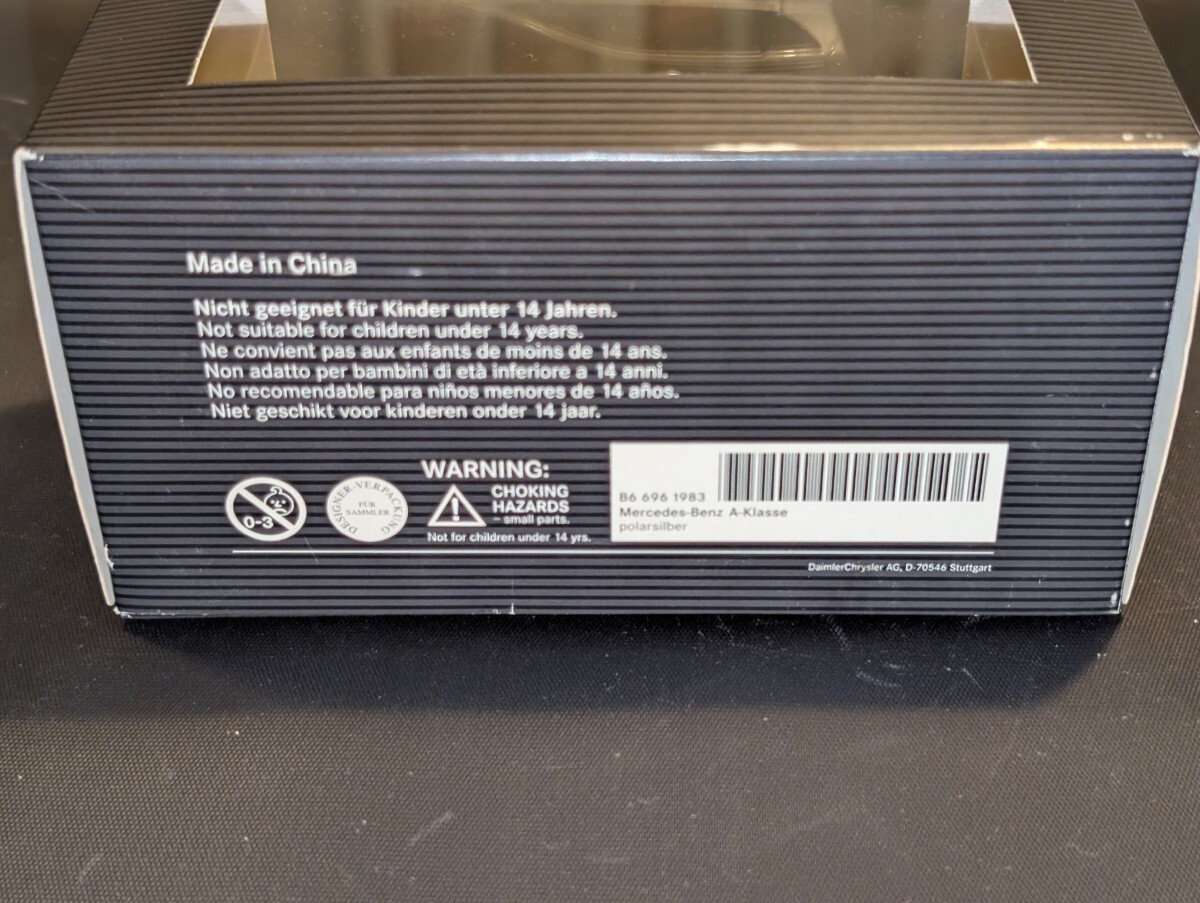 Made in China
Nicht geeignet für Kinder unter 14 Jahren.
Not suitable for children under 14 years.
Ne convient pas aux enfants de moins de 14 ans.
Non adatto per bambini di età inferiore a 14 anni.
No recomendable para niños menores de 14 años.
Niet geschikt voor kinderen onder 14 jaar.
0-3
DESIGNER-VERPACKUNG
FÜR
SAMMLER
WARNING:
CHOKING
HAZARDS
– small parts.
Not for children under 14 yrs.
B6 696 1983
Mercedes-Benz A-Klasse
polarsilber
DaimlerChrysler AG, D-70546 Stuttgart